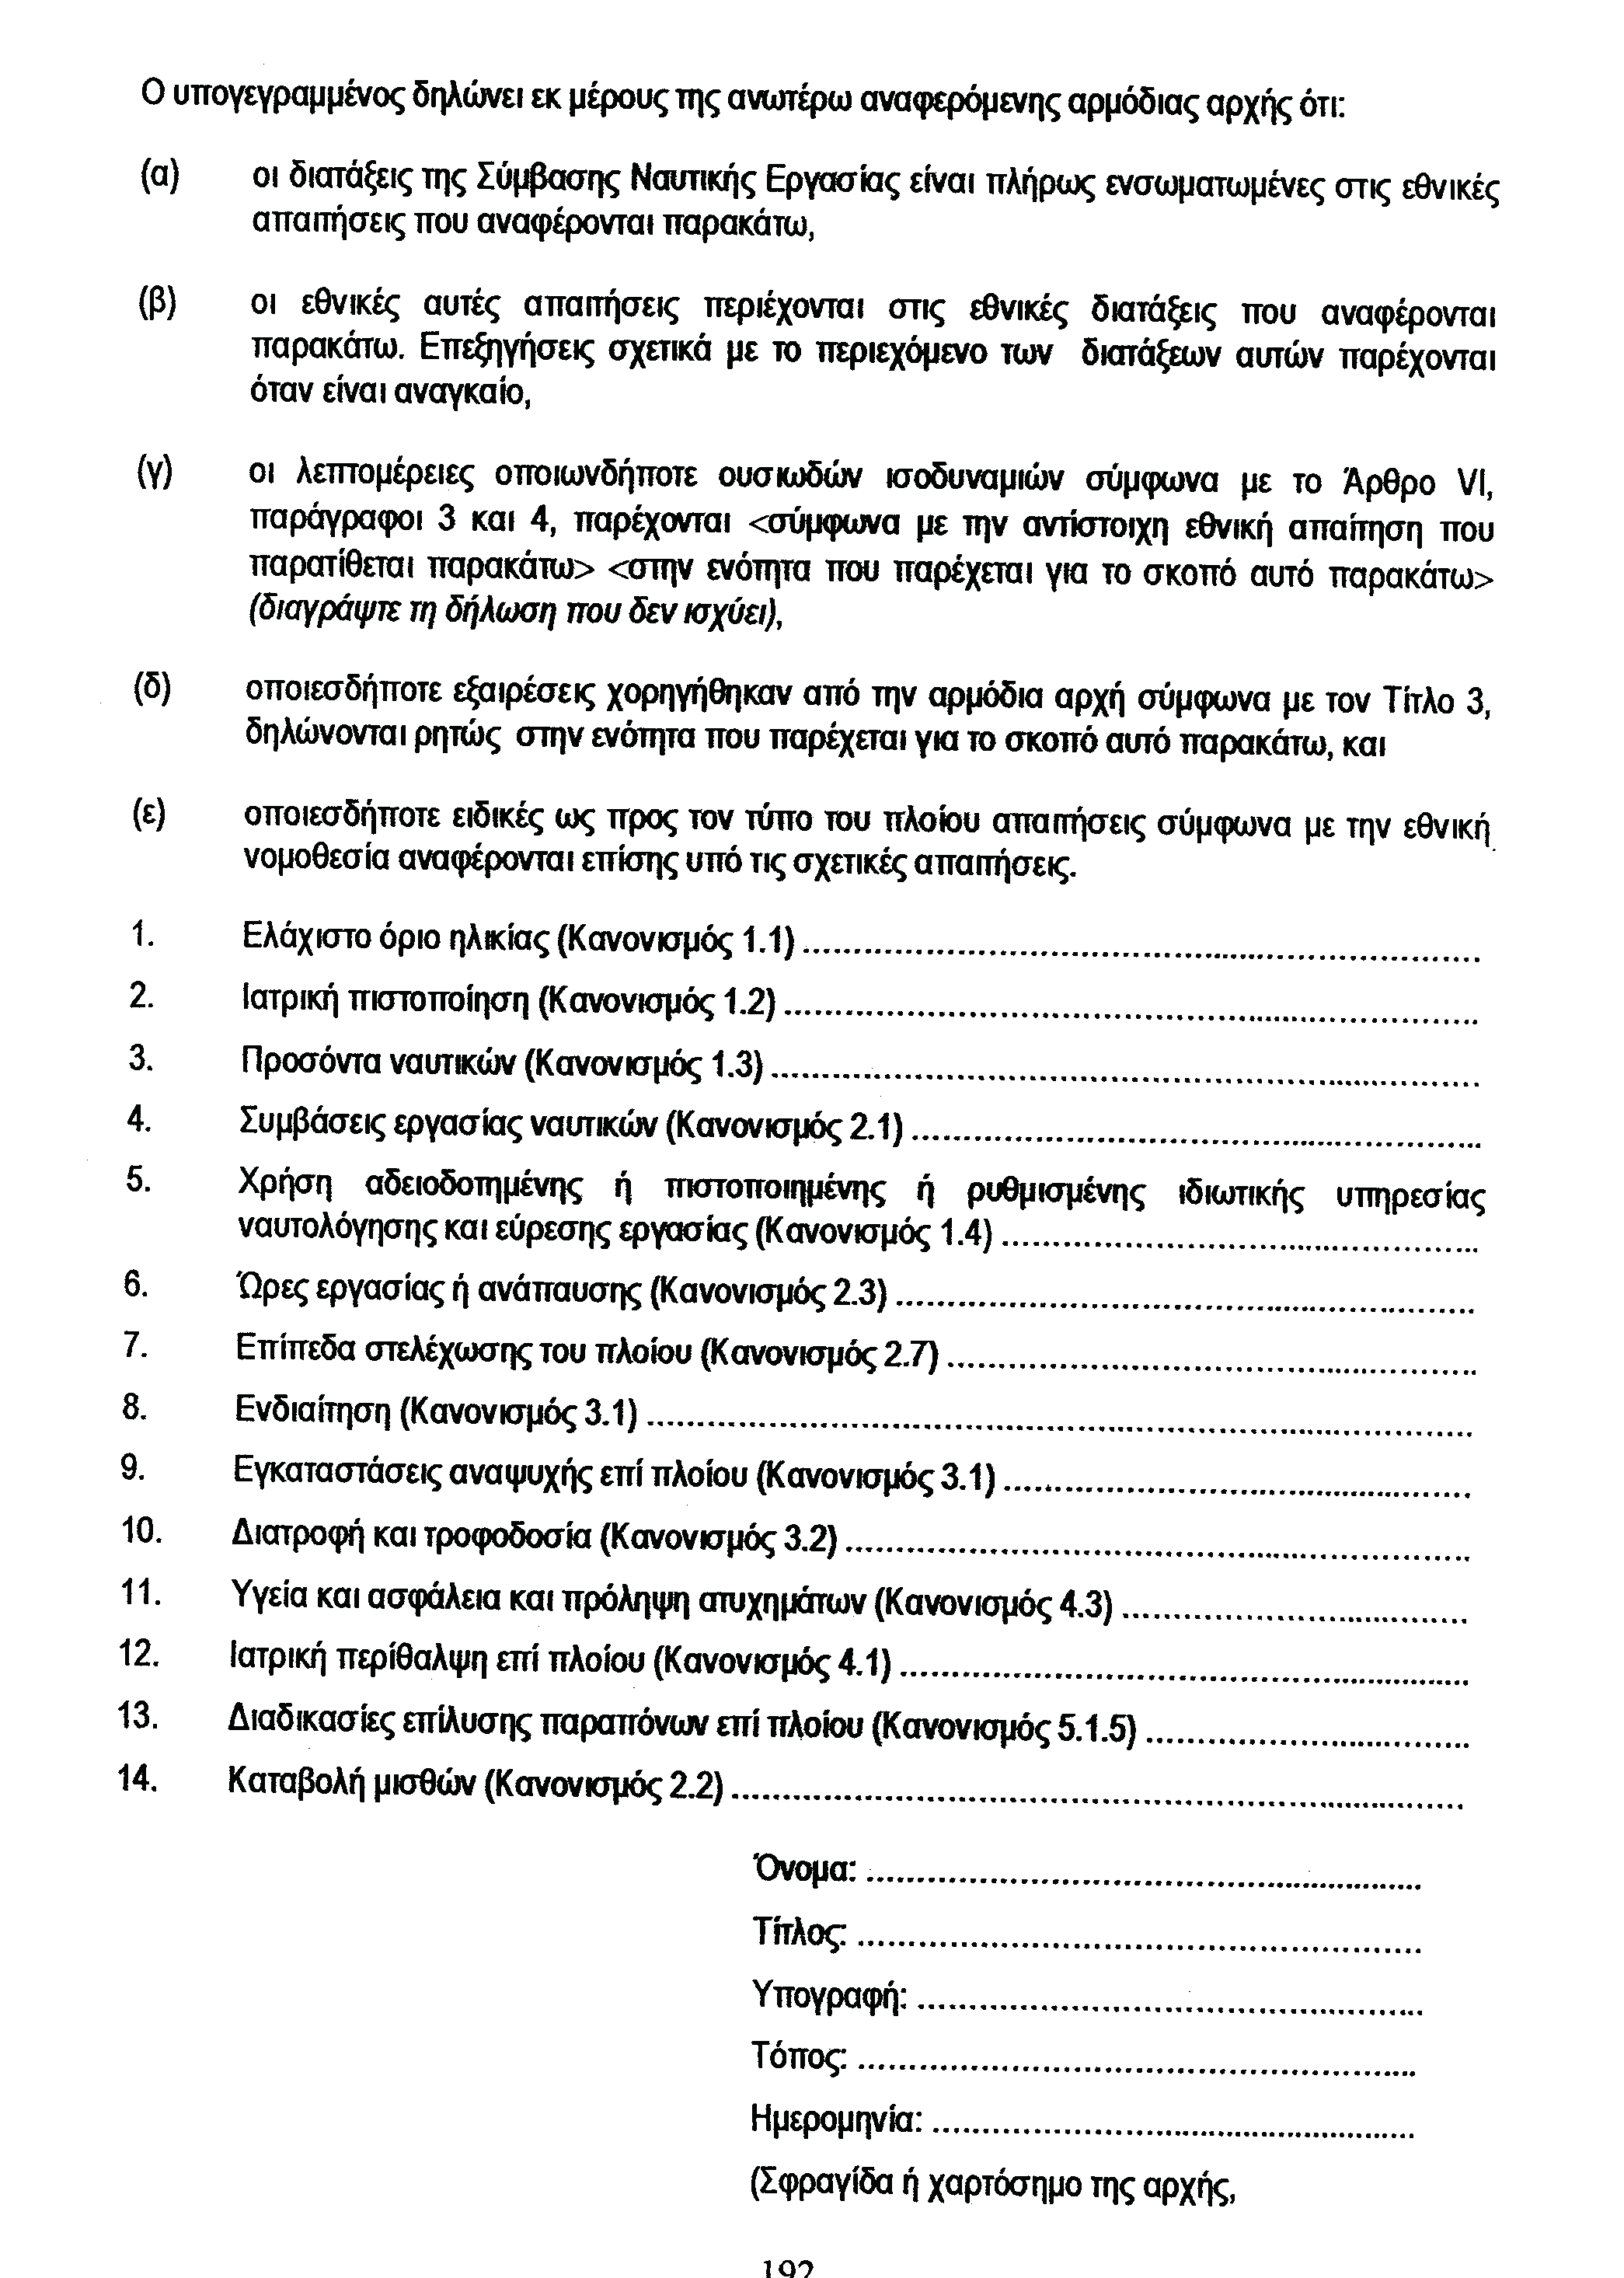 Ο υπογεγραμμένος δηλώνει εκ μέρους της ανωτέρω αναφερόμενης αρμόδιας αρχής ότι:
(α) οι διατάξεις της Σύμβασης Ναυτικής Εργασίας είναι πλήρως ενσωματωμένες στις εθνικές
απαιτήσεις που αναφέρονται παρακάτω,
(β) οι εθνικές αυτές απαιτήσεις περιέχονται στις εθνικές διατάξεις που αναφέρονται
παρακάτω. Επεξηγήσεις σχετικά με το περιεχόμενο των διατάξεων αυτών παρέχονται
όταν είναι αναγκαίο,
(γ) οι λεπτομέρειες οποιωνδήποτε ουσιωδών ισοδυναμιών σύμφωνα με το Άρθρο VI,
παράγραφοι 3 και 4, παρέχονται <σύμφωνα με την αντίστοιχη εθνική απαίτηση που
παρατίθεται παρακάτω> <στην ενότητα που παρέχεται για το σκοπό αυτό παρακάτω>
(διαγράψτε τη δήλωση που δεν ισχύει),
(δ) οποιεσδήποτε εξαιρέσεις χορηγήθηκαν από την αρμόδια αρχή σύμφωνα με τον Τίτλο 3,
δηλώνονται ρητώς στην ενότητα που παρέχεται για το σκοπό αυτό παρακάτω, και
(ε) οποιεσδήποτε ειδικές ως προς τον τύπο του πλοίου απαιτήσεις σύμφωνα με την εθνική
νομοθεσία αναφέρονται επίσης υπό τις σχετικές απαιτήσεις.
1. Ελάχιστο όριο ηλικίας (Κανονισμός 1.1) ..........
2. Ιατρική πιστοποίηση (Κανονισμός 1.2) ..........
3. Προσόντα ναυτικών (Κανονισμός 1.3) ..........
4. Συμβάσεις εργασίας ναυτικών (Κανονισμός 2.1) ..........
5. Χρήση αδειοδοτημένης ή πιστοποιημένης ή ρυθμισμένης ιδιωτικής υπηρεσίας
ναυτολόγησης και εύρεσης εργασίας (Κανονισμός 1.4) ..........
6. Ώρες εργασίας ή ανάπαυσης (Κανονισμός 2.3) ..........
7. Επίπεδα στελέχωσης του πλοίου (Κανονισμός 2.7) ..........
8. Ενδιαίτηση (Κανονισμός 3.1) ..........
9. Εγκαταστάσεις αναψυχής επί πλοίου (Κανονισμός 3.1) ..........
10. Διατροφή και τροφοδοσία (Κανονισμός 3.2) ..........
11. Υγεία και ασφάλεια και πρόληψη ατυχημάτων (Κανονισμός 4.3) ..........
12. Ιατρική περίθαλψη επί πλοίου (Κανονισμός 4.1) ..........
13. Διαδικασίες επίλυσης παραπόνων επί πλοίου (Κανονισμός 5.1.5) ..........
14. Καταβολή μισθών (Κανονισμός 2.2) ..........
Όνομα: ..........
Τίτλος: ..........
Υπογραφή: ..........
Τόπος: ..........
Ημερομηνία: ..........
(Σφραγίδα ή χαρτόσημο της αρχής,
192